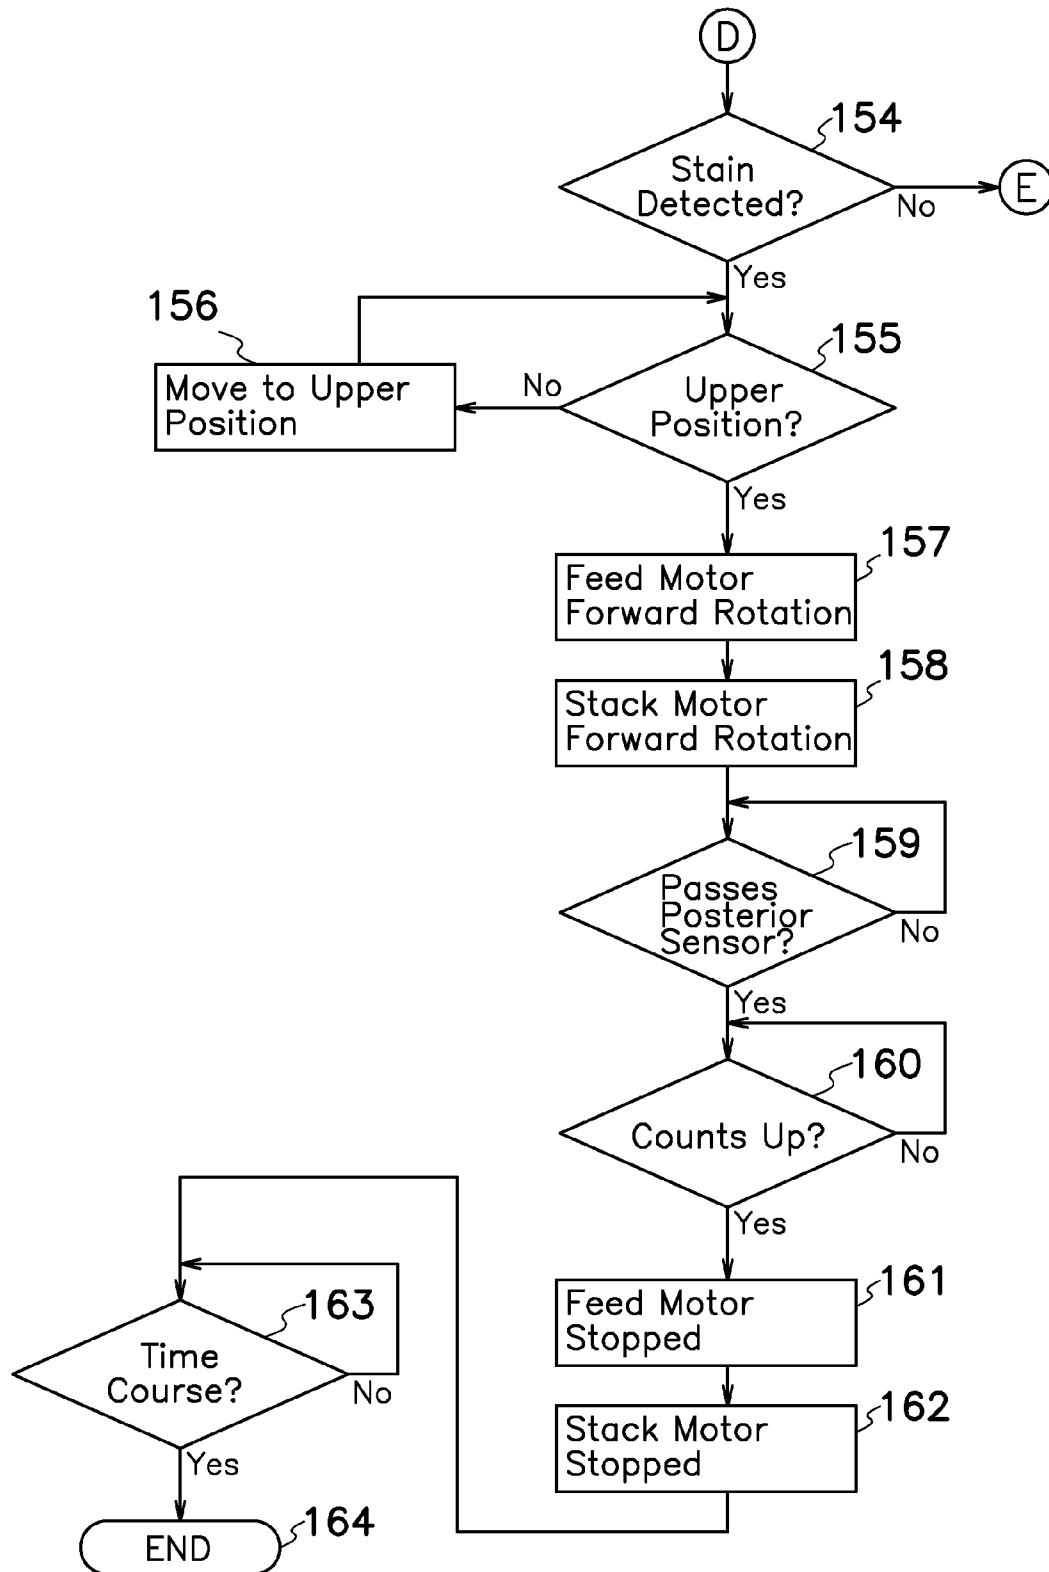 D
154
Stain
Detected?
No
E
Yes
156
155
Move to Upper
Position
No
Upper
Position?
Yes
157
Feed Motor
Forward Rotation
158
Stack Motor
Forward Rotation
159
Passes
Posterior
Sensor?
No
Yes
160
Counts Up?
No
Yes
161
Feed Motor
Stopped
163
Time
Course?
No
162
Stack Motor
Stopped
Yes
164
END